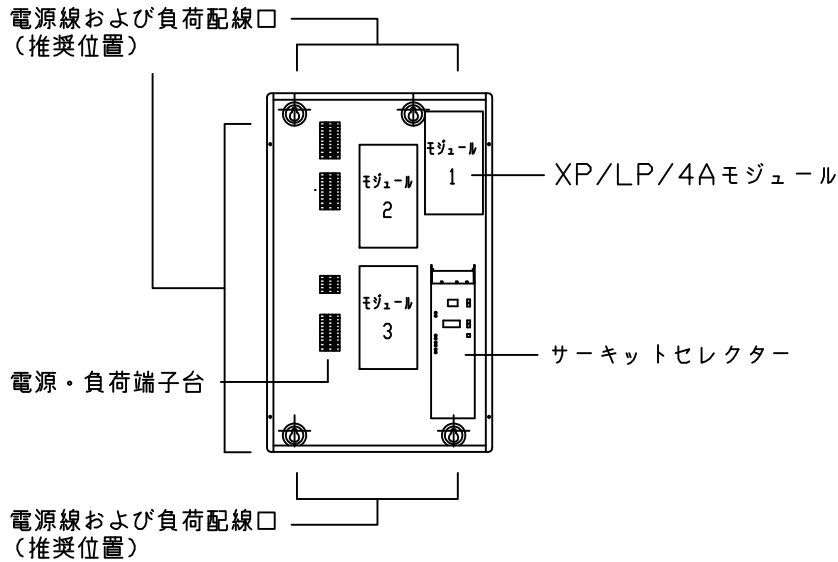 電源線および負荷配線口
（推奨位置）
モジュール
1
XP/LP/4Aモジュール
モジュール
2
モジュール
3
サーキットセレクター
電源・負荷端子台
電源線および負荷配線口
（推奨位置）